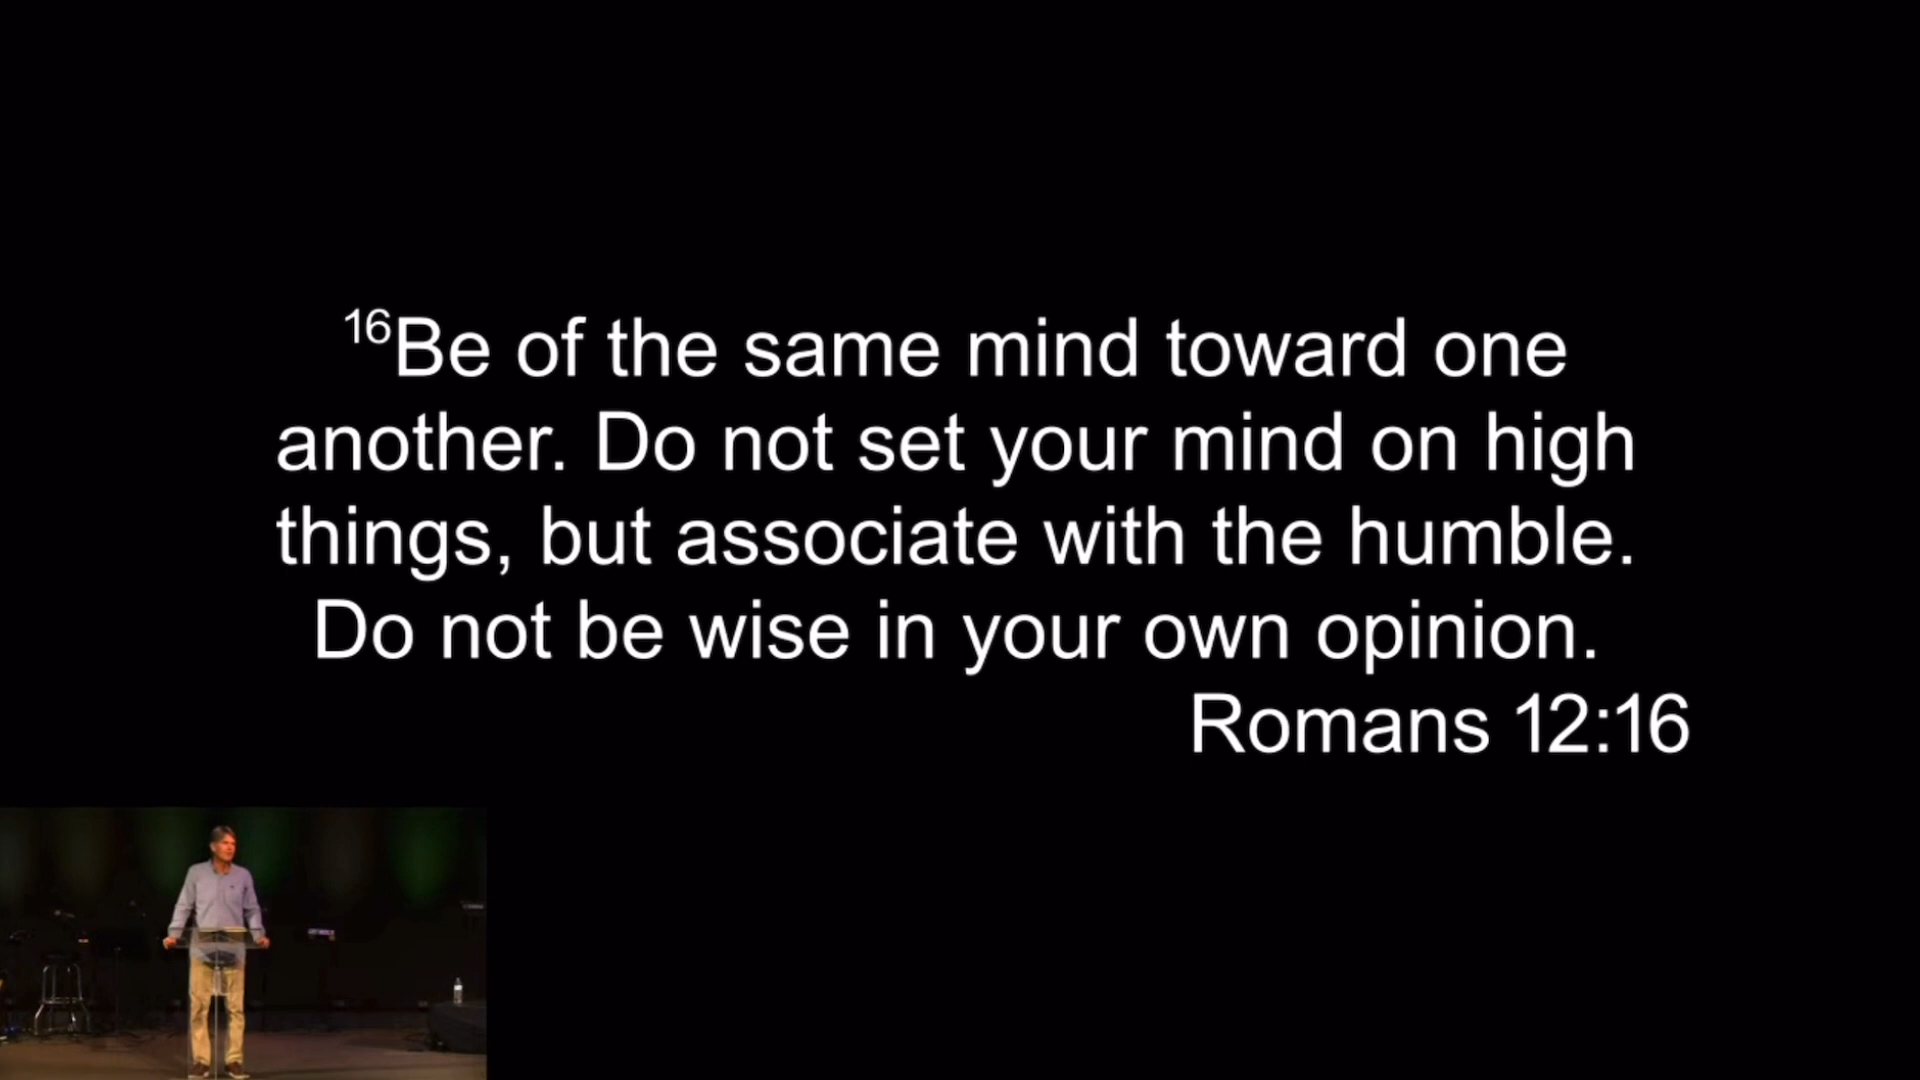 16Be of the same mind toward one
another. Do not set your mind on high
things, but associate with the humble.
Do not be wise in your own opinion.
Romans 12:16